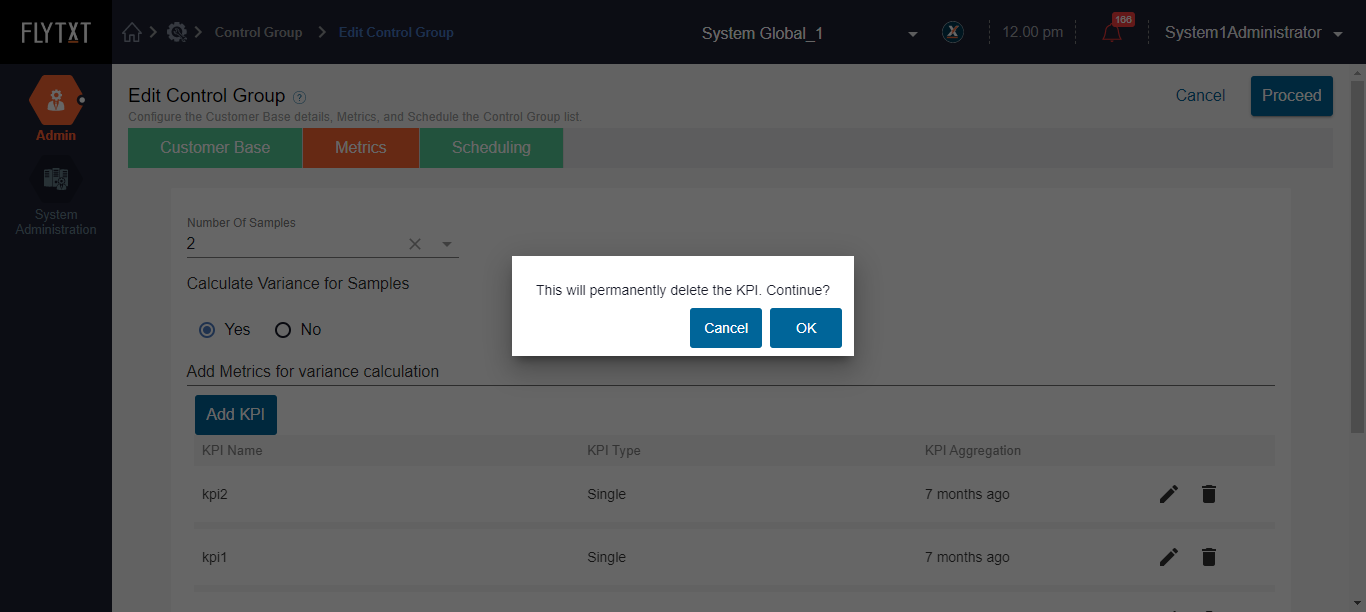 FLYTXT
Control Group
Edit Control Group
System Global_1
X
12.00 pm
166
System1Administrator
Admin
System
Administration
Edit Control Group ?
Cancel
Proceed
Configure the Customer Base details, Metrics, and Schedule the Control Group list.
Customer Base
Metrics
Scheduling
Number Of Samples
2
Calculate Variance for Samples
Yes
No
This will permanently delete the KPI. Continue?
Cancel
OK
Add Metrics for variance calculation
Add KPI
KPI Name
KPI Type
KPI Aggregation
kpi2
Single
7 months ago
kpi1
Single
7 months ago